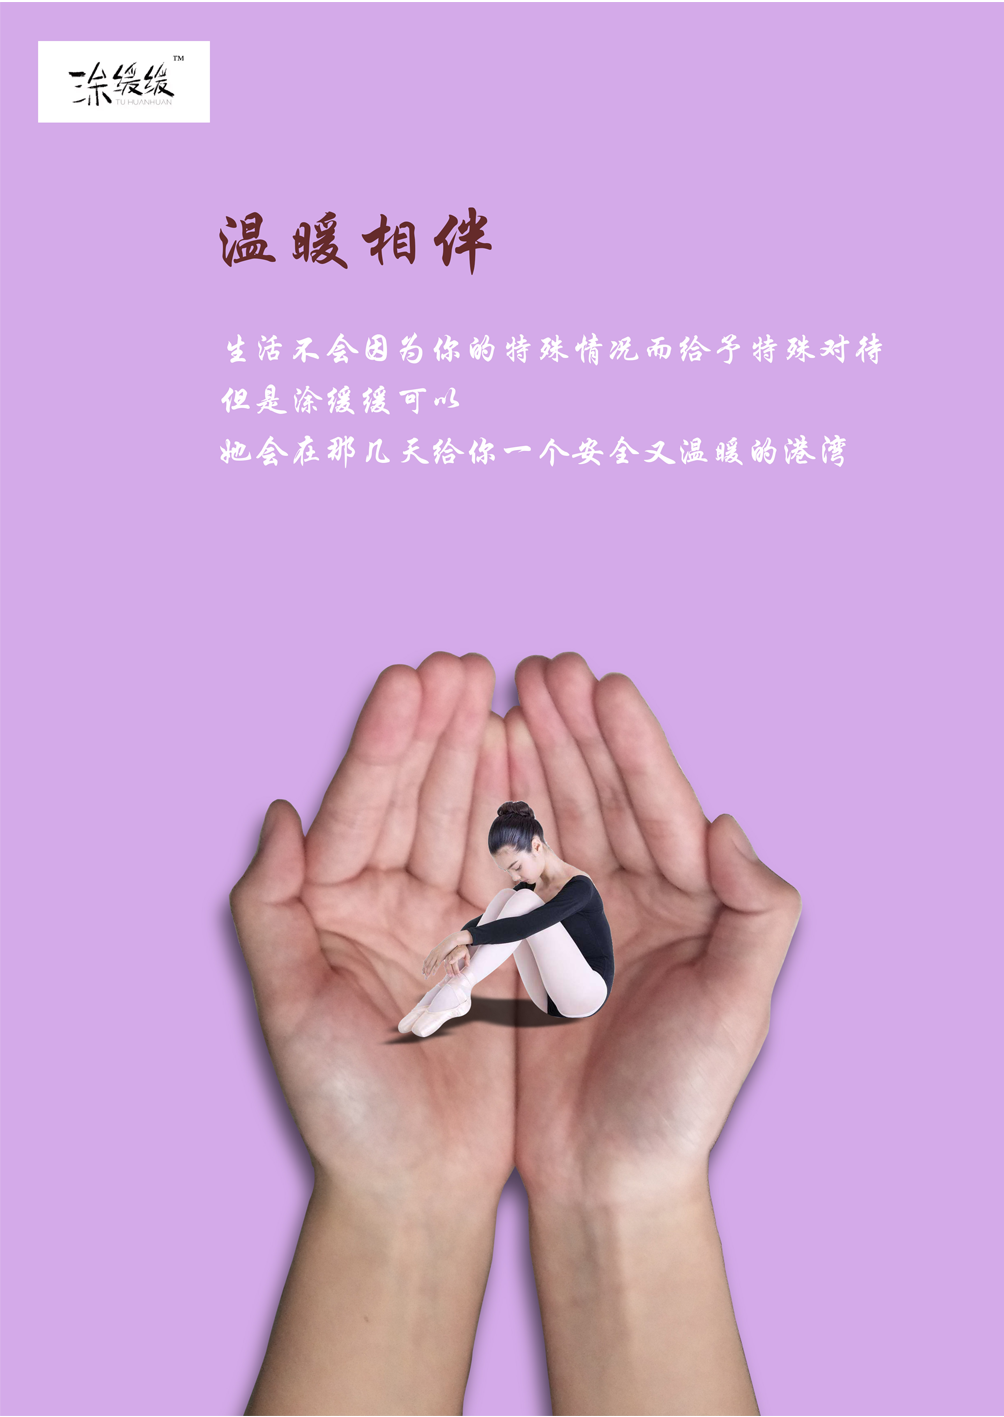 涂缓缓™
TU HUANHUAN
温暖相伴
生活不会因为你的特殊情况而给予特殊对待
但是涂缓缓可以
她会在那几天给你一个安全又温暖的港湾